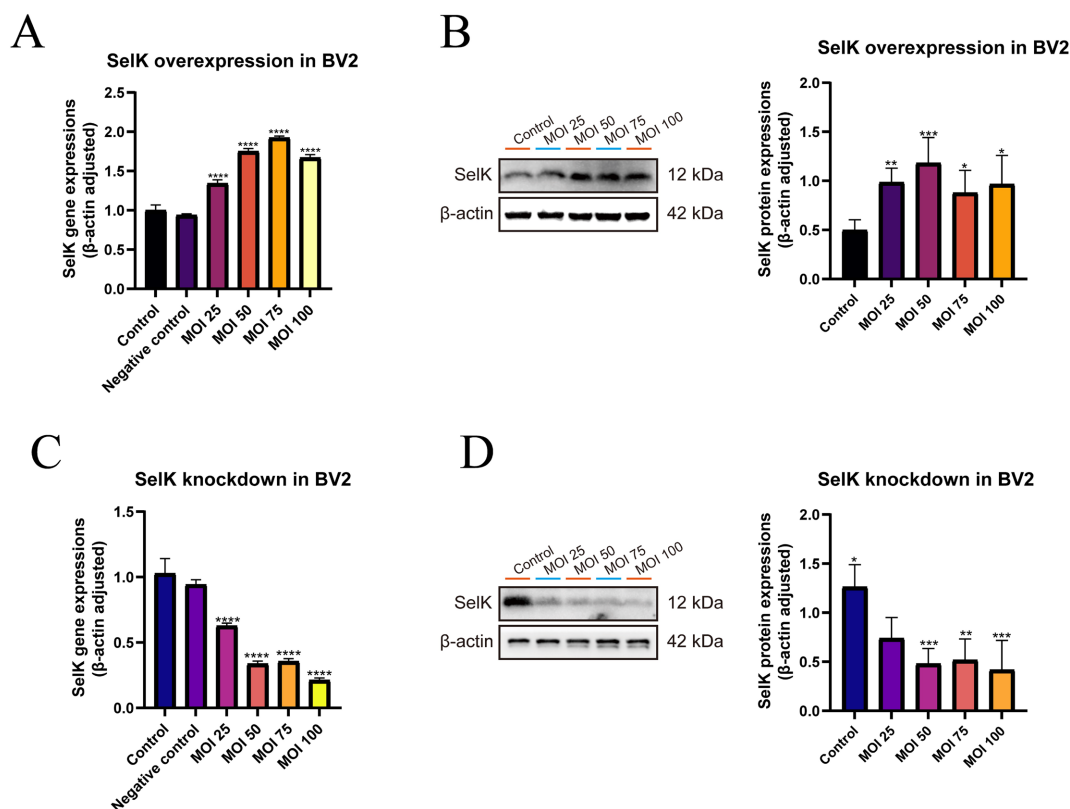 A
SelK overexpression in BV2
SelK gene expressions
(β-actin adjusted)
2.5
2.0
1.5
1.0
0.5
0.0
****
****
****
****
Control
Negative control
MOI 25
MOI 50
MOI 75
MOI 100
B
Control
MOI 25
MOI 50
MOI 75
MOI 100
SelK
12 kDa
β-actin
42 kDa
SelK overexpression in BV2
SelK protein expressions
(β-actin adjusted)
2.0
1.5
1.0
0.5
0.0
**
***
*
*
Control
MOI 25
MOI 50
MOI 75
MOI 100
C
SelK knockdown in BV2
SelK gene expressions
(β-actin adjusted)
1.5
1.0
0.5
0.0
****
****
****
****
Control
Negative control
MOI 25
MOI 50
MOI 75
MOI 100
D
Control
MOI 25
MOI 50
MOI 75
MOI 100
SelK
12 kDa
β-actin
42 kDa
SelK knockdown in BV2
SelK protein expressions
(β-actin adjusted)
2.0
1.5
1.0
0.5
0.0
*
***
**
***
Control
MOI 25
MOI 50
MOI 75
MOI 100